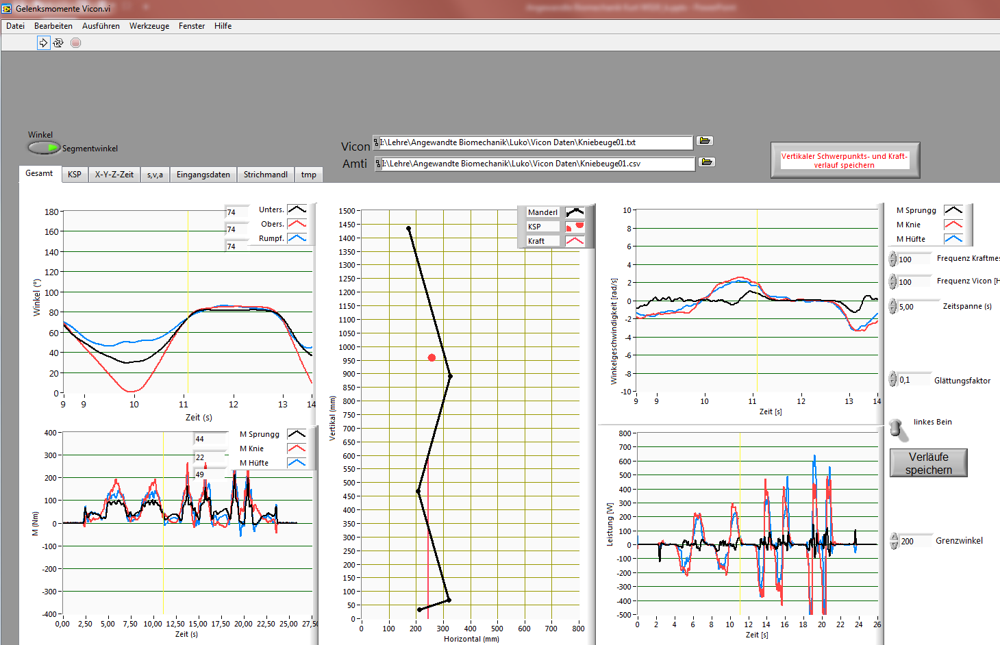 Gelenksmomente Vicon.vi
Datei Bearbeiten Ausführen Werkzeuge Fenster Hilfe
Winkel
Segmentwinkel
Vicon I:\Lehre\Angewandte Biomechanik\Luko\Vicon Daten\Kniebeuge01.txt
Amti I:\Lehre\Angewandte Biomechanik\Luko\Vicon Daten\Kniebeuge01.csv
Vertikaler Schwerpunkts- und Kraft-
verlauf speichern
Gesamt KSP X-Y-Z-Zeit s,v,a Eingangsdaten Strichmandl tmp
74 Unters.
74 Obers.
74 Rumpf.
Winkel (°)
180
160
140
120
100
80
60
40
20
0
9 9 10 11 12 13 14
Zeit (s)
44 M Sprungg
22 M Knie
49 M Hüfte
M (Nm)
400
300
200
100
0
-100
-200
-300
-400
0,00 2,50 5,00 7,50 10,00 12,50 15,00 17,50 20,00 22,50 25,00 27,50
Zeit (s)
Manderl
KSP
Kraft
Vertikal (mm)
1500
1450
1400
1350
1300
1250
1200
1150
1100
1050
1000
950
900
850
800
750
700
650
600
550
500
450
400
350
300
250
200
150
100
50
0
0 100 200 300 400 500 600 700 800
Horizontal (mm)
Winkelgeschwindigkeit [rad/s]
10
8
6
4
2
0
-2
-4
-6
-8
-10
9 9 10 11 12 13 14
Zeit [s]
Leistung [W]
800
700
600
500
400
300
200
100
0
-100
-200
-300
-400
-500
0 2 4 6 8 10 12 14 16 18 20 22 24 26
Zeit [s]
M Sprungg
M Knie
M Hüfte
100 Frequenz Kraftmes
100 Frequenz Vicon [H
5,00 Zeitspanne (s)
0,1 Glättungsfaktor
linkes Bein
Verläufe
speichern
200 Grenzwinkel